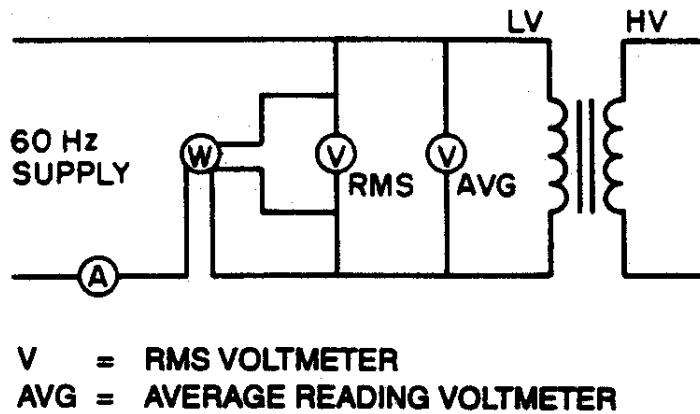 LV HV
60 Hz
SUPPLY
W
V
RMS
V
AVG
A
V = RMS VOLTMETER
AVG = AVERAGE READING VOLTMETER